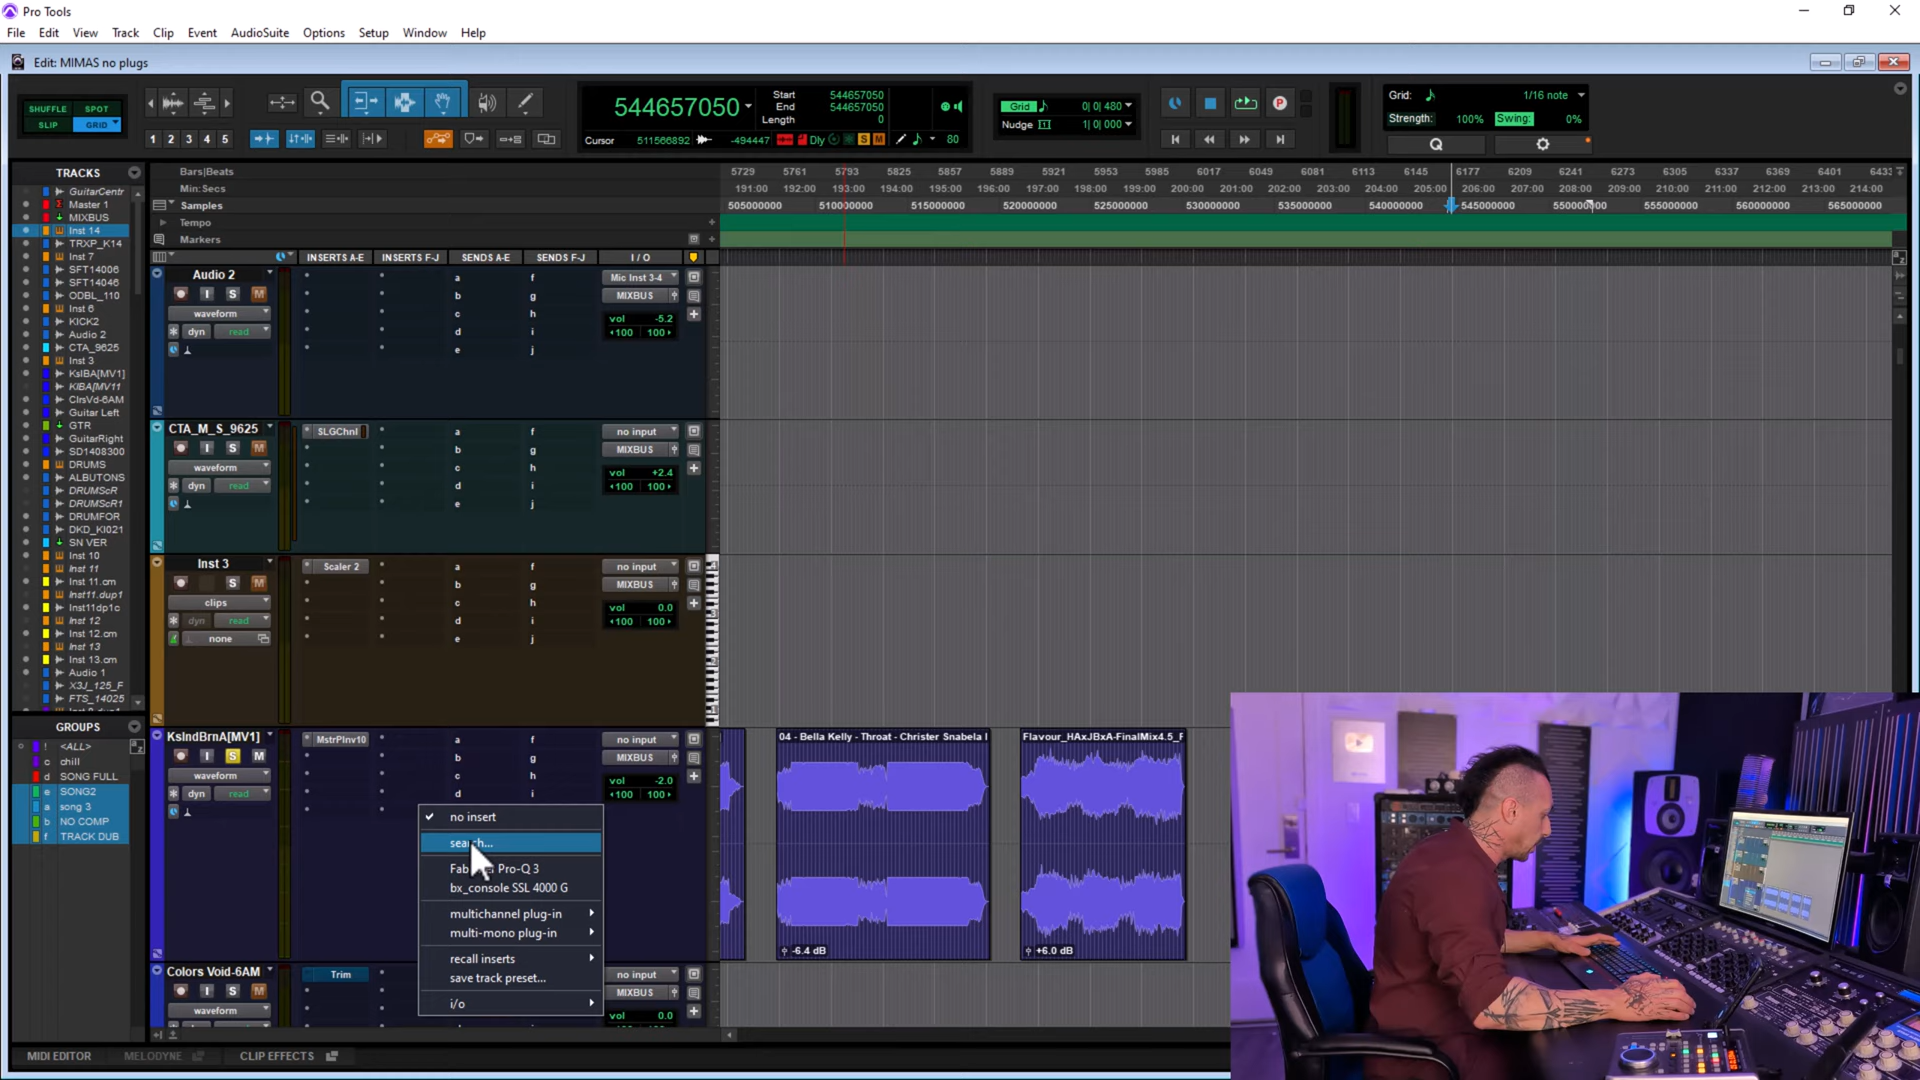 Pro Tools
File Edit View Track Clip Event AudioSuite Options Setup Window Help
Edit: MIMAS no plugs
SHUFFLE SPOT
SLIP GRID
1 2 3 4 5
544657050
Start 544657050
End 544657050
Length 0
Cursor 511566892 -494447 Dly S M 80
Grid 0| 0| 480
Nudge 1| 0| 000
Grid: 1/16 note
Strength: 100% Swing: 0%
Q
TRACKS
GuitarCentr
Master 1
MIXBUS
Inst 14
TRXP_K14
Inst 7
SFT14006
SFT14046
ODBL_110
Inst 6
KICK2
Audio 2
CTA_9625
Inst 3
KslBA[MV1]
KIBA[MV11
ClrsVd-6AM
Guitar Left
GTR
GuitarRight
SD1408300
DRUMS
ALBUTONS
DRUMScR
DRUMScR1
DRUMFOR
DKD_KI021
SN VER
Inst 10
Inst 11
Inst 11.cm
Inst11.dup1
Inst11dp1c
Inst 12
Inst 12.cm
Inst 13
Inst 13.cm
Audio 1
X3J_125_F
FTS_14025
GROUPS
! <ALL>
c chill
d SONG FULL
e SONG2
a song 3
b NO COMP
f TRACK DUB
Bars|Beats 5729 5761 5793 5825 5857 5889 5921 5953 5985 6017 6049 6081 6113 6145 6177 6209 6241 6273 6305 6337 6369 6401 6433
Min:Secs 191:00 192:00 193:00 194:00 195:00 196:00 197:00 198:00 199:00 200:00 201:00 202:00 203:00 204:00 205:00 206:00 207:00 208:00 209:00 210:00 211:00 212:00 213:00 214:00
Samples 505000000 510000000 515000000 520000000 525000000 530000000 535000000 540000000 545000000 550000000 555000000 560000000 565000000
Tempo
Markers
INSERTS A-E INSERTS F-J SENDS A-E SENDS F-J I / O
Audio 2 a f Mic Inst 3-4
I S M b g MIXBUS
waveform c h vol -5.2
dyn read d i 100 100
e j
CTA_M_S_9625 SLGChnl a f no input
I S M b g MIXBUS
waveform c h vol +2.4
dyn read d i 100 100
e j
Inst 3 Scaler 2 a f no input
S M b g MIXBUS
clips c h vol 0.0
dyn read d i 100 100
none e j
KsIndBrnA[MV1] MstrPInv10 a f no input
I S M b g MIXBUS
waveform c h vol -2.0
dyn read d i 100 100
04 - Bella Kelly - Throat - Christer Snabela
-6.4 dB
Flavour_HAxJBxA-FinalMix4.5_F
+6.0 dB
no insert
search...
Pro-Q 3
bx_console SSL 4000 G
multichannel plug-in
multi-mono plug-in
recall inserts
save track preset...
i/o
Colors Void-6AM Trim no input
I S M MIXBUS
waveform vol 0.0
MIDI EDITOR MELODYNE CLIP EFFECTS